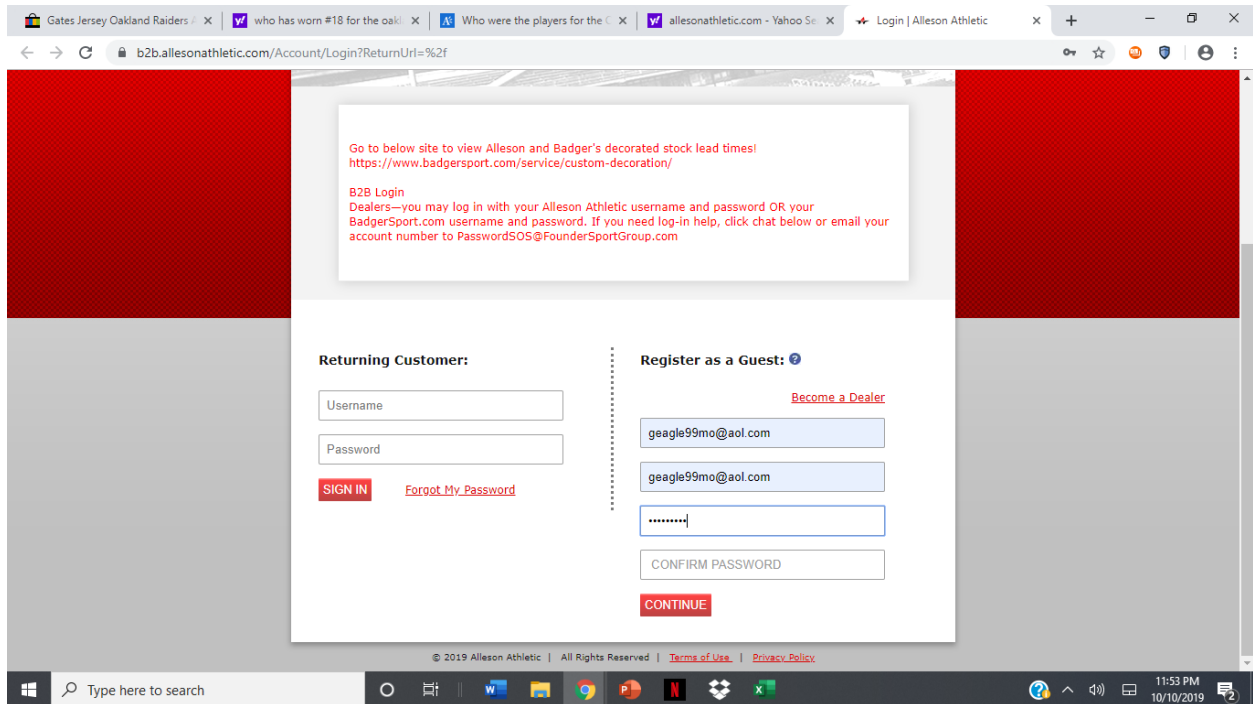 Gates Jersey Oakland Raiders A
who has worn #18 for the oakl
Who were the players for the C
allesonathletic.com - Yahoo Se
Login | Alleson Athletic
b2b.allesonathletic.com/Account/Login?ReturnUrl=%2f
Go to below site to view Alleson and Badger's decorated stock lead times!
https://www.badgersport.com/service/custom-decoration/
B2B Login
Dealers—you may log in with your Alleson Athletic username and password OR your
BadgerSport.com username and password. If you need log-in help, click chat below or email your
account number to PasswordSOS@FounderSportGroup.com
Returning Customer:
Username
Password
SIGN IN
Forgot My Password
Register as a Guest:
Become a Dealer
geagle99mo@aol.com
geagle99mo@aol.com
•••••••••
CONFIRM PASSWORD
CONTINUE
© 2019 Alleson Athletic | All Rights Reserved | Terms of Use | Privacy Policy
Type here to search
11:53 PM
10/10/2019
2